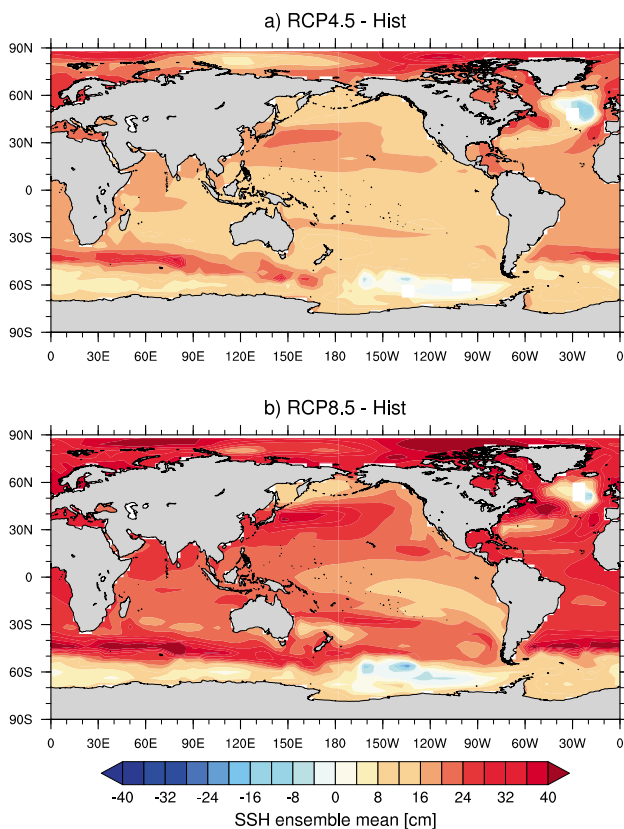 a) RCP4.5 - Hist
90N
60N
30N
0
30S
60S
90S
0 30E 60E 90E 120E 150E 180 150W 120W 90W 60W 30W 0
b) RCP8.5 - Hist
90N
60N
30N
0
30S
60S
90S
0 30E 60E 90E 120E 150E 180 150W 120W 90W 60W 30W 0
-40 -32 -24 -16 -8 0 8 16 24 32 40
SSH ensemble mean [cm]